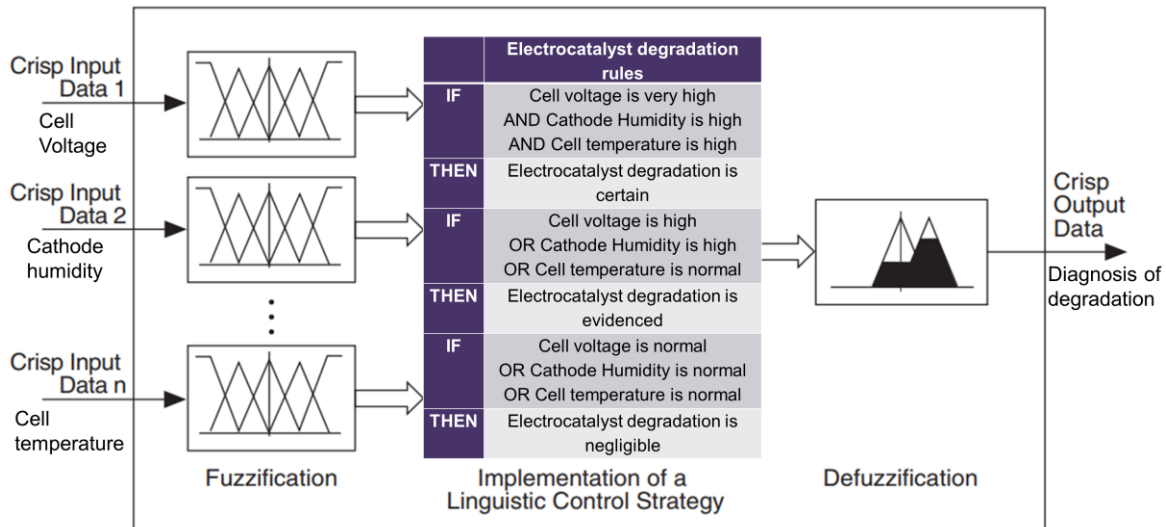 Crisp Input
Data 1
Cell
Voltage
Crisp Input
Data 2
Cathode
humidity
Crisp Input
Data n
Cell
temperature
Fuzzification
Electrocatalyst degradation
rules
IF
Cell voltage is very high
AND Cathode Humidity is high
AND Cell temperature is high
THEN
Electrocatalyst degradation is
certain
IF
Cell voltage is high
OR Cathode Humidity is high
OR Cell temperature is normal
THEN
Electrocatalyst degradation is
evidenced
IF
Cell voltage is normal
OR Cathode Humidity is normal
OR Cell temperature is normal
THEN
Electrocatalyst degradation is
negligible
Implementation of a
Linguistic Control Strategy
Defuzzification
Crisp
Output
Data
Diagnosis of
degradation